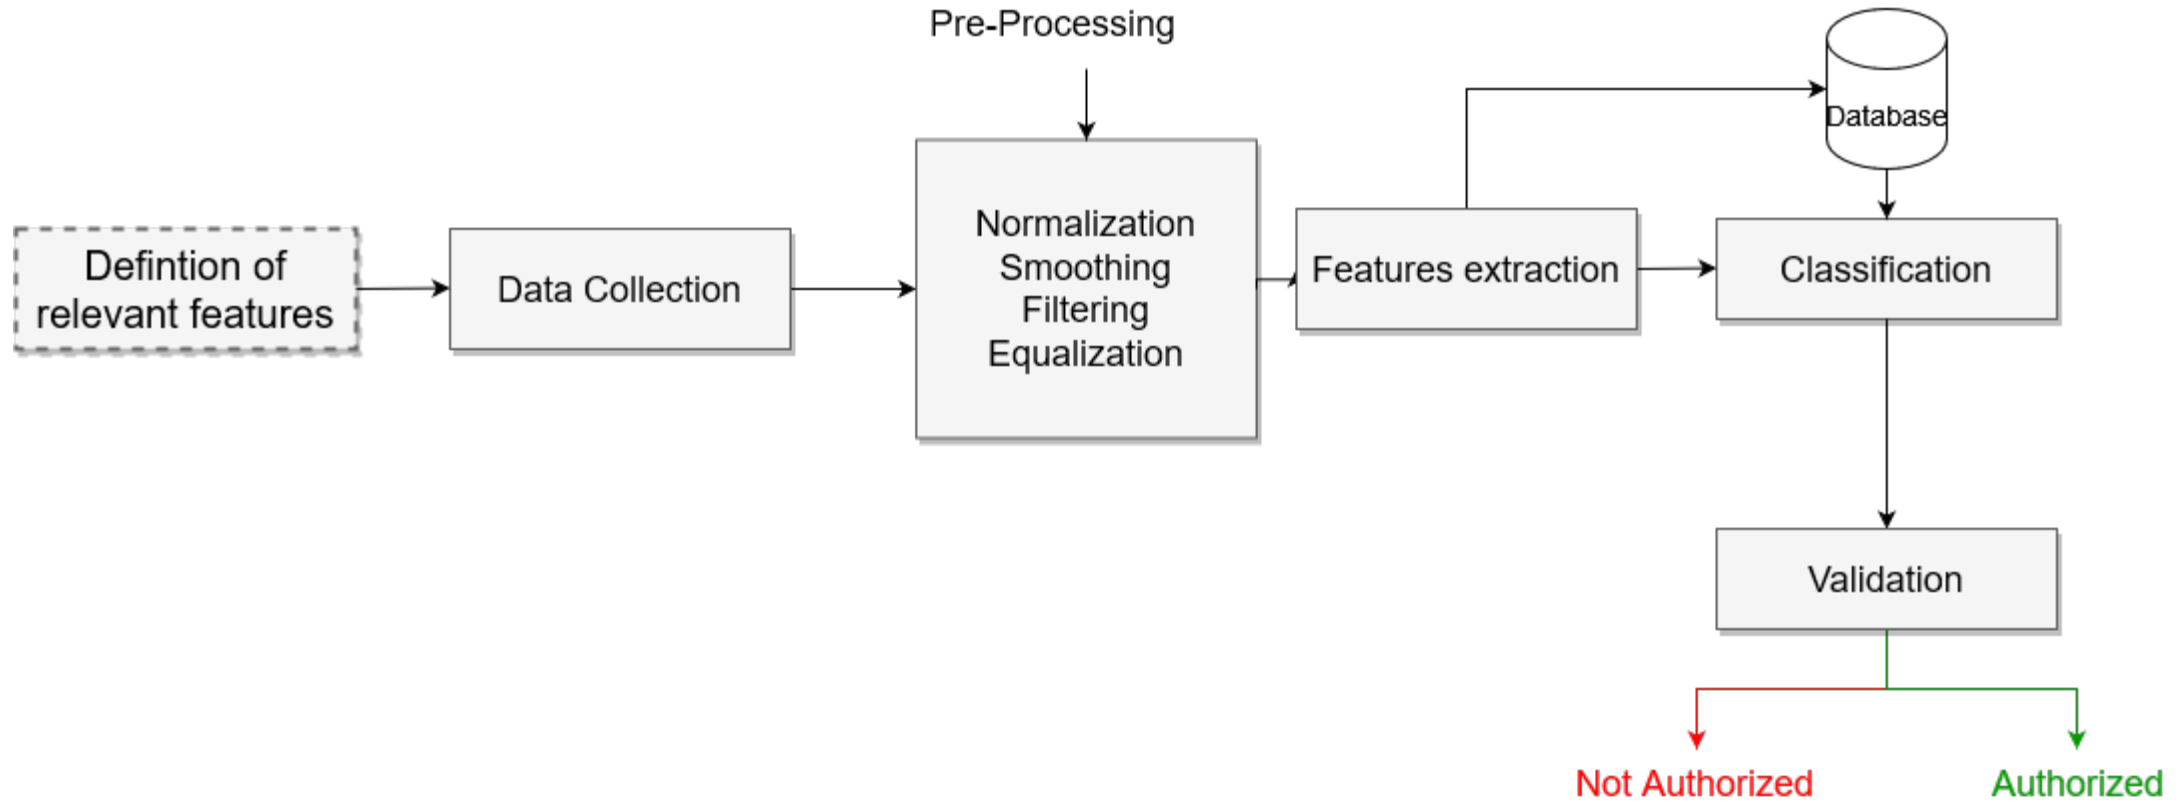 Pre-Processing
Database
Defintion of
relevant features
Data Collection
Normalization
Smoothing
Filtering
Equalization
Features extraction
Classification
Validation
Not Authorized
Authorized